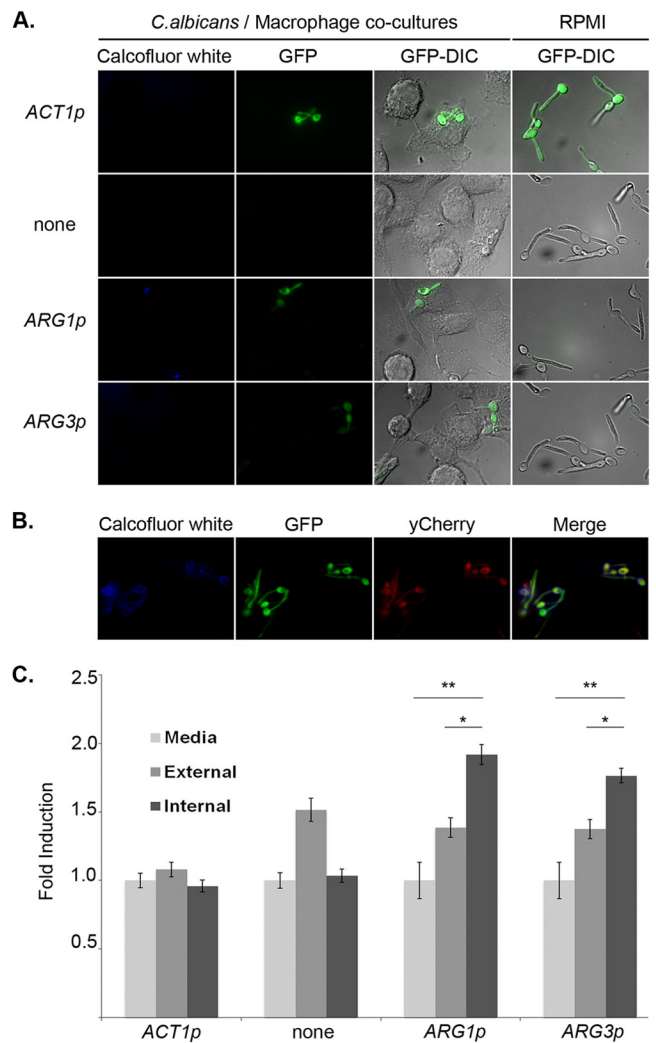 A.
C.albicans / Macrophage co-cultures RPMI
Calcofluor white GFP GFP-DIC GFP-DIC
ACT1p
none
ARG1p
ARG3p
B.
Calcofluor white GFP yCherry Merge
C.
Fold Induction
2.5
2.0
1.5
1.0
0.5
Media
External
Internal
** **
* *
ACT1p none ARG1p ARG3p